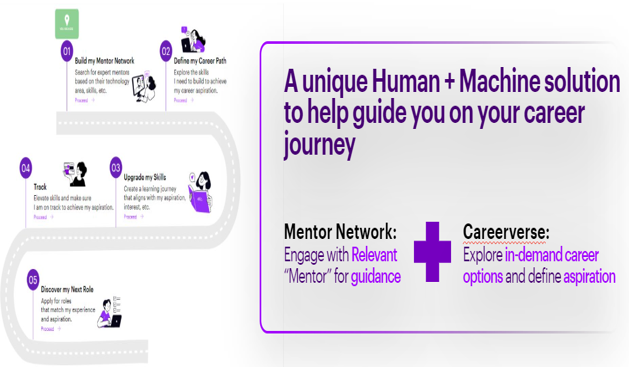 01
Build my Mentor Network
Search for expert mentors
based on their technology
area, skills, etc.
Proceed
02
Define my Career Path
Explore the skills
I need to build to achieve
my career aspiration.
Proceed
03
Upgrade my Skills
Create a learning journey
that aligns with my aspiration,
interest, etc.
Proceed
04
Track
Elevate skills and make sure
I am on track to achieve my aspiration.
Proceed
05
Discover my Next Role
Apply for roles
that match my experience
and aspiration.
Proceed
A unique Human + Machine solution
to help guide you on your career
journey
Mentor Network:
Engage with Relevant
“Mentor” for guidance
Careerverse:
Explore in-demand career
options and define aspiration